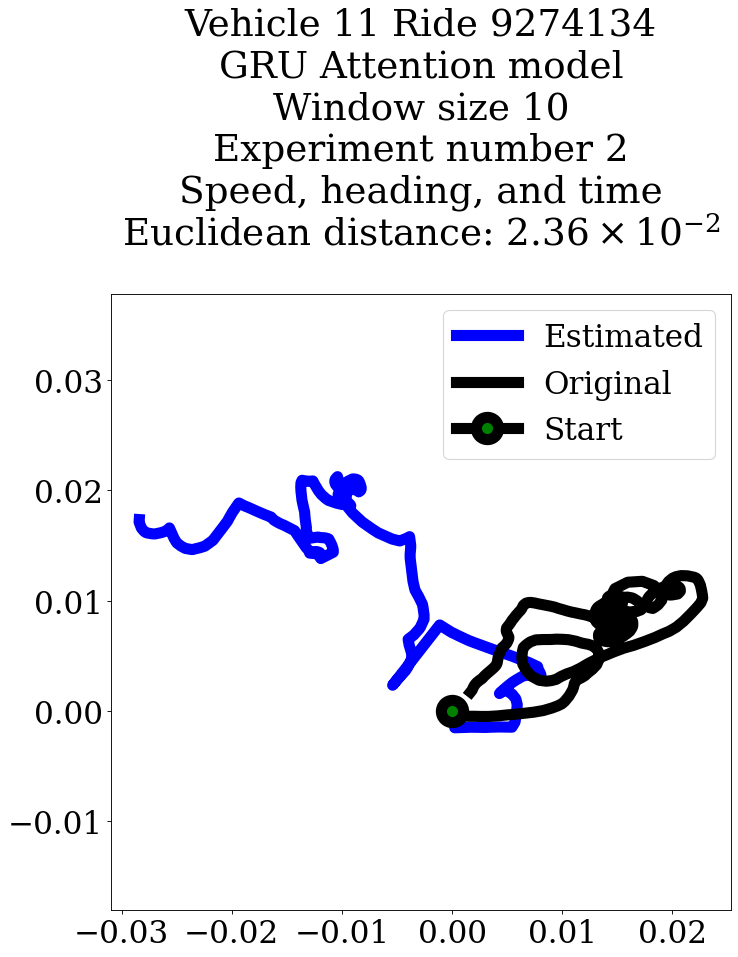 Vehicle 11 Ride 9274134
GRU Attention model
Window size 10
Experiment number 2
Speed, heading, and time
Euclidean distance: 2.36 × 10⁻²
Estimated
Original
Start
0.03
0.02
0.01
0.00
−0.01
−0.03 −0.02 −0.01 0.00 0.01 0.02